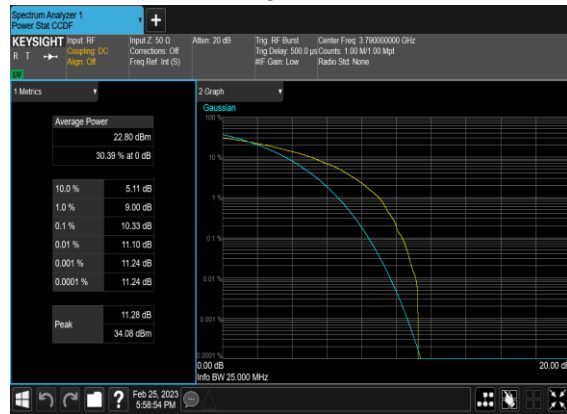 Spectrum Analyzer 1
Power Stat CCDF
+
KEYSIGHT
R T
LW
Input: RF
Coupling: DC
Align: Off
Input Z: 50 Ω
Corrections: Off
Freq Ref: Int (S)
Atten: 20 dB
Trig: RF Burst
Trig Delay: 500.0 µs
#IF Gain: Low
Center Freq: 3.790000000 GHz
Counts: 1.00 M/1.00 Mpt
Radio Std: None
1 Metrics
Average Power
22.80 dBm
30.39 % at 0 dB
10.0 % 5.11 dB
1.0 % 9.00 dB
0.1 % 10.33 dB
0.01 % 11.10 dB
0.001 % 11.24 dB
0.0001 % 11.24 dB
Peak
11.28 dB
34.08 dBm
2 Graph
Gaussian
100 %
10 %
1 %
0.1 %
0.01 %
0.001 %
0.0001 %
0.00 dB
20.00 dB
Info BW 25.000 MHz
?
Feb 25, 2023
5:58:54 PM